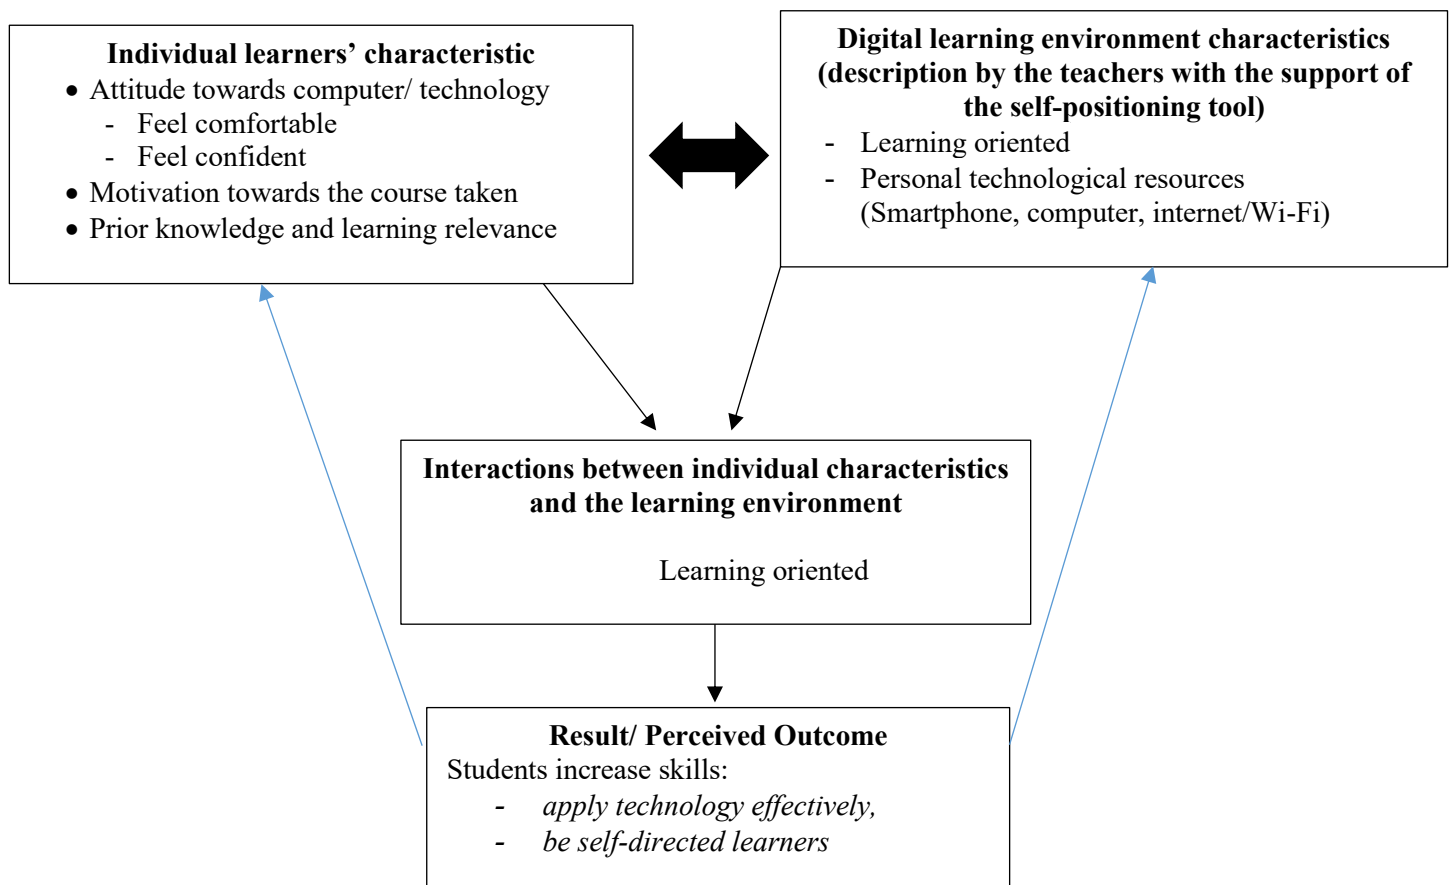 Individual learners’ characteristic
• Attitude towards computer/ technology
- Feel comfortable
- Feel confident
• Motivation towards the course taken
• Prior knowledge and learning relevance
Digital learning environment characteristics
(description by the teachers with the support of
the self-positioning tool)
- Learning oriented
- Personal technological resources
(Smartphone, computer, internet/Wi-Fi)
Interactions between individual characteristics
and the learning environment
Learning oriented
Result/ Perceived Outcome
Students increase skills:
- apply technology effectively,
- be self-directed learners